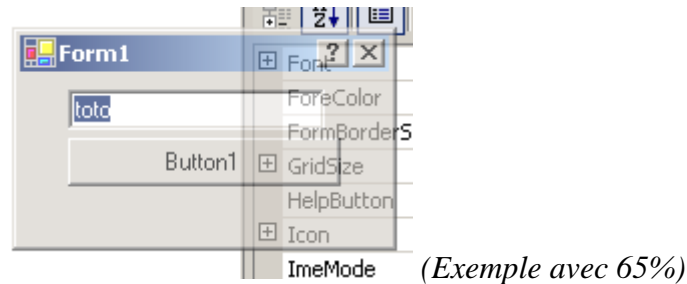 Form1
Font
toto
ForeColor
FormBorderS
Button1
GridSize
HelpButton
Icon
ImeMode
(Exemple avec 65%)